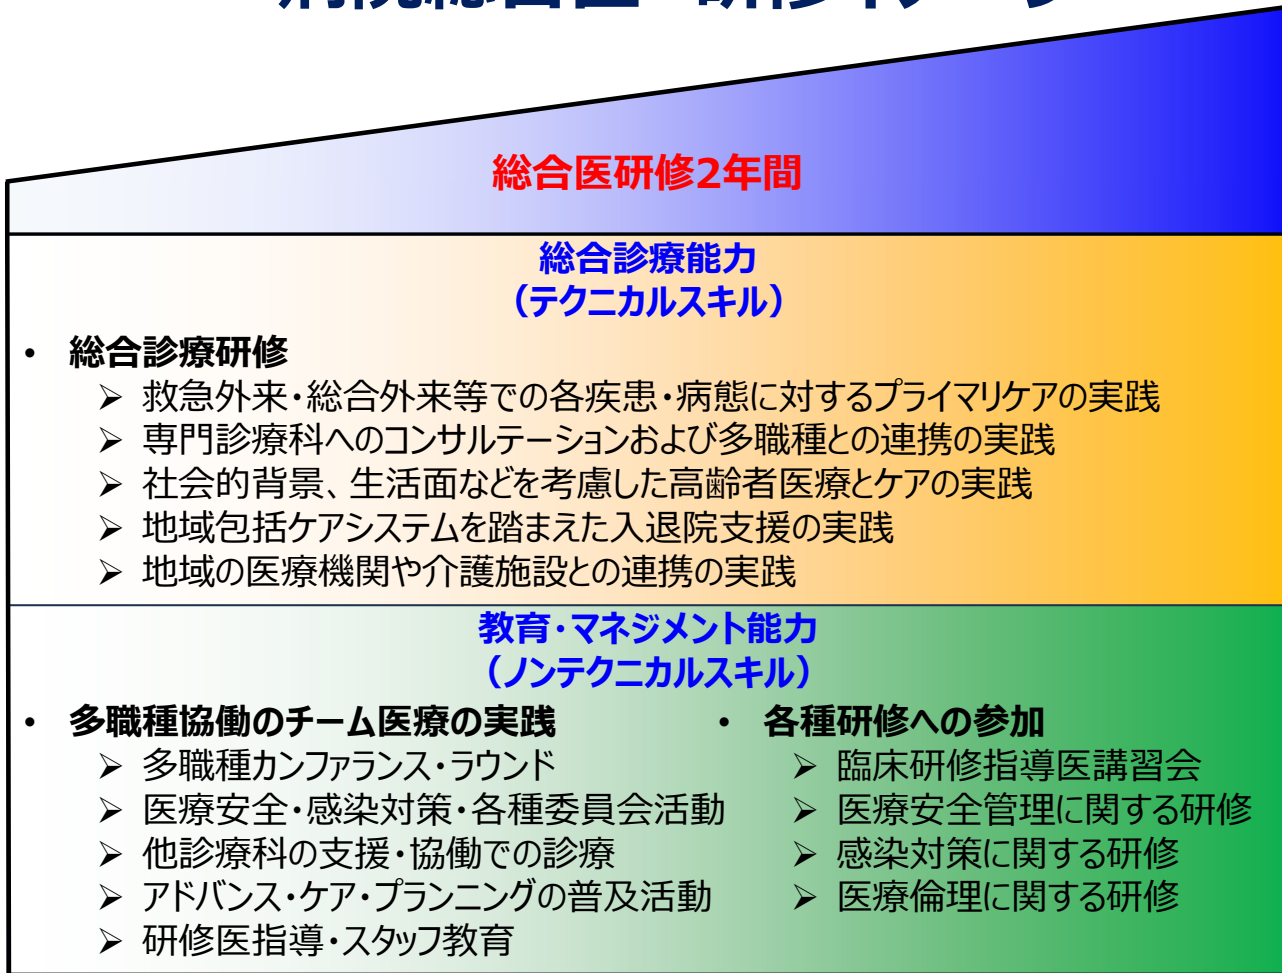 総合医研修2年間
総合診療能力
（テクニカルスキル）
• 総合診療研修
➢ 救急外来・総合外来等での各疾患・病態に対するプライマリケアの実践
➢ 専門診療科へのコンサルテーションおよび多職種との連携の実践
➢ 社会的背景、生活面などを考慮した高齢者医療とケアの実践
➢ 地域包括ケアシステムを踏まえた入退院支援の実践
➢ 地域の医療機関や介護施設との連携の実践
教育・マネジメント能力
（ノンテクニカルスキル）
• 多職種協働のチーム医療の実践
➢ 多職種カンファランス・ラウンド
➢ 医療安全・感染対策・各種委員会活動
➢ 他診療科の支援・協働での診療
➢ アドバンス・ケア・プランニングの普及活動
➢ 研修医指導・スタッフ教育
• 各種研修への参加
➢ 臨床研修指導医講習会
➢ 医療安全管理に関する研修
➢ 感染対策に関する研修
➢ 医療倫理に関する研修